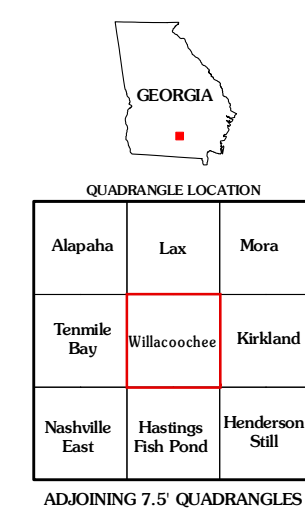 GEORGIA
QUADRANGLE LOCATION
Alapaha
Lax
Mora
Tenmile
Bay
Willacoochee
Kirkland
Nashville
East
Hastings
Fish Pond
Henderson
Still
ADJOINING 7.5' QUADRANGLES